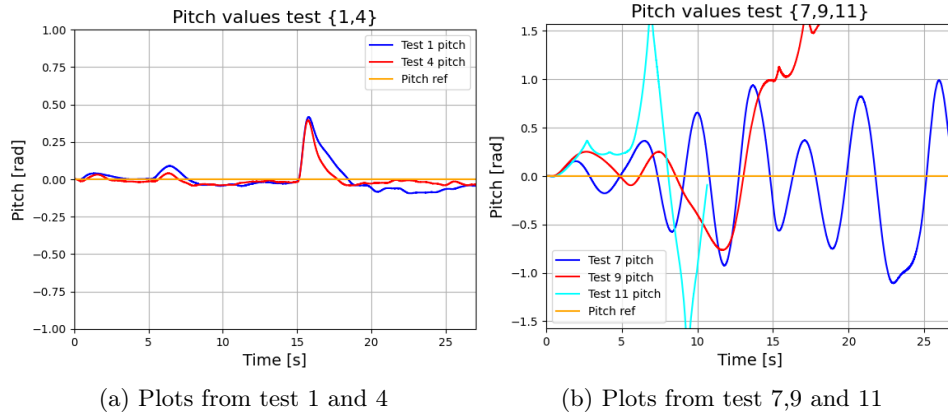 Pitch values test {1,4}
Pitch [rad]
1.00
0.75
0.50
0.25
0.00
−0.25
−0.50
−0.75
−1.00
Test 1 pitch
Test 4 pitch
Pitch ref
0
5
10
15
20
25
Time [s]
(a) Plots from test 1 and 4
Pitch values test {7,9,11}
Pitch [rad]
1.5
1.0
0.5
0.0
−0.5
−1.0
−1.5
Test 7 pitch
Test 9 pitch
Test 11 pitch
Pitch ref
0
5
10
15
20
25
Time [s]
(b) Plots from test 7,9 and 11